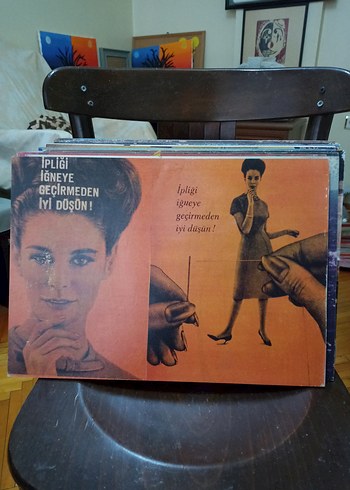 İPLİĞİ
İĞNEYE
GEÇİRMEDEN
İYİ DÜŞÜN!
İpliği
iğneye
geçirmeden
iyi düşün!